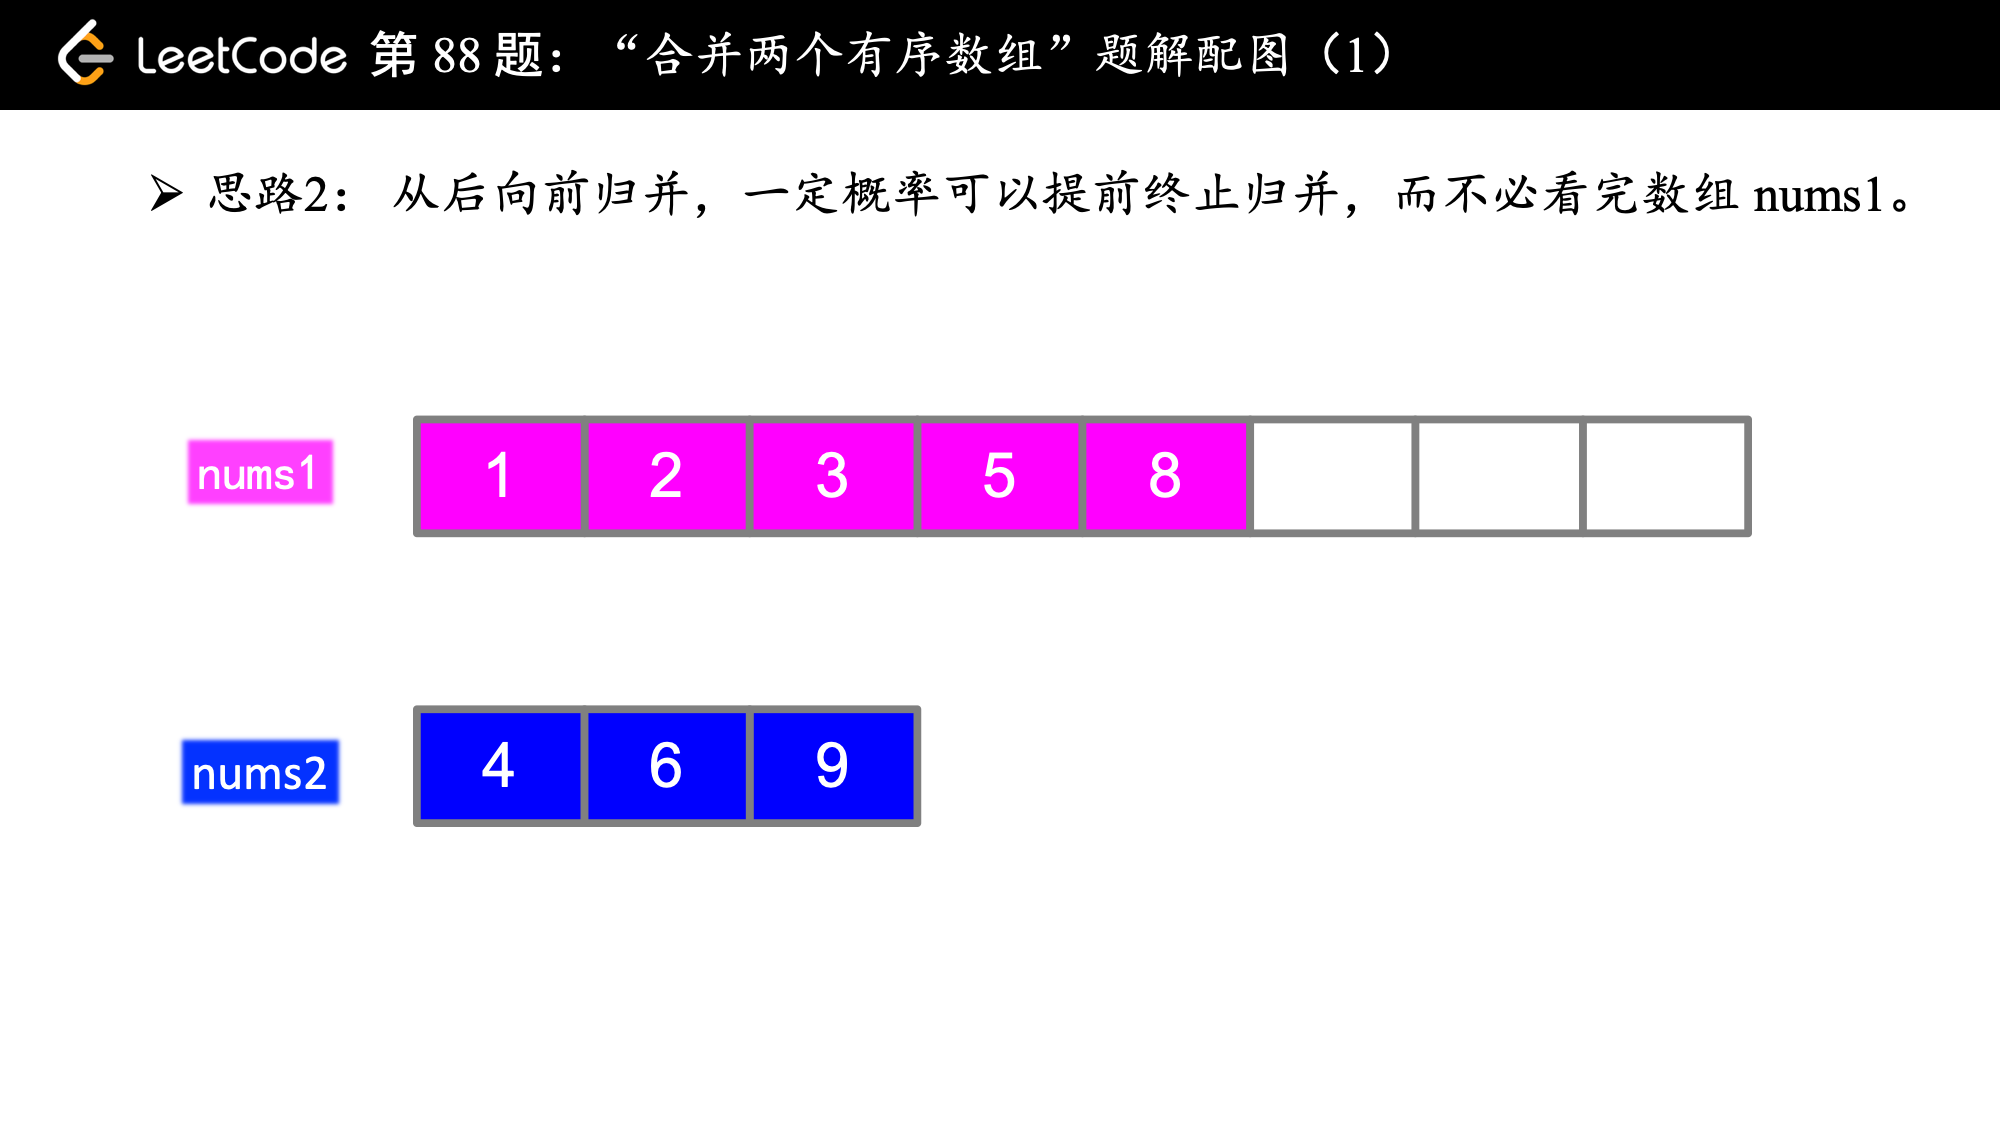 LeetCode 第 88 题：“合并两个有序数组”题解配图（1）
➢ 思路2： 从后向前归并，一定概率可以提前终止归并，而不必看完数组 nums1。
nums1 1 2 3 5 8
nums2 4 6 9